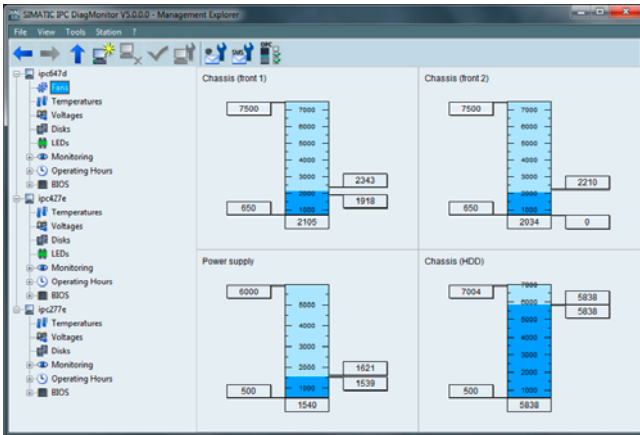 SIMATIC IPC DiagMonitor V5.0.0.0 - Management Explorer
File View Tools Station ?
SMS OPC
ipc647d
Fans
Temperatures
Voltages
Disks
LEDs
Monitoring
Operating Hours
BIOS
ipc427e
Temperatures
Voltages
Disks
LEDs
Monitoring
Operating Hours
BIOS
ipc277e
Temperatures
Voltages
Disks
Monitoring
Operating Hours
BIOS
Chassis (front 1)
7500
7000
6000
5000
4000
3000
2000
1000
2343
1918
650
2105
Chassis (front 2)
7500
7000
6000
5000
4000
3000
2000
1000
2210
650
0
2034
Power supply
6000
5000
4000
3000
2000
1000
1621
1539
500
1540
Chassis (HDD)
7004
7000
6000
5000
4000
3000
2000
1000
5838
5838
500
5838